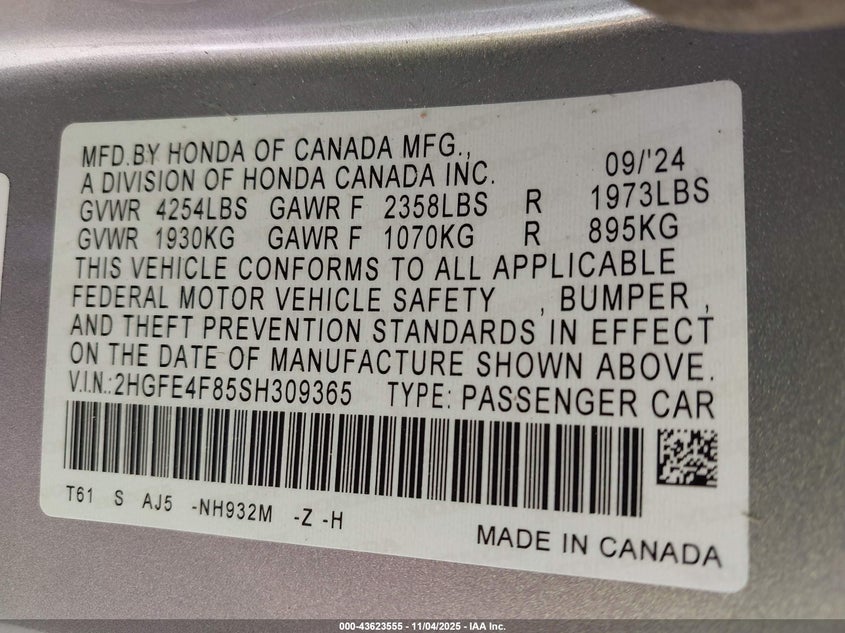 MFD.BY HONDA OF CANADA MFG.,
A DIVISION OF HONDA CANADA INC. 09/'24
GVWR 4254LBS GAWR F 2358LBS R 1973LBS
GVWR 1930KG GAWR F 1070KG R 895KG
THIS VEHICLE CONFORMS TO ALL APPLICABLE
FEDERAL MOTOR VEHICLE SAFETY , BUMPER ,
AND THEFT PREVENTION STANDARDS IN EFFECT
ON THE DATE OF MANUFACTURE SHOWN ABOVE.
V.I.N.:2HGFE4F85SH309365 TYPE: PASSENGER CAR
T61 S AJ5 -NH932M -Z -H
MADE IN CANADA
000-43623555 - 11/04/2025 - IAA Inc.